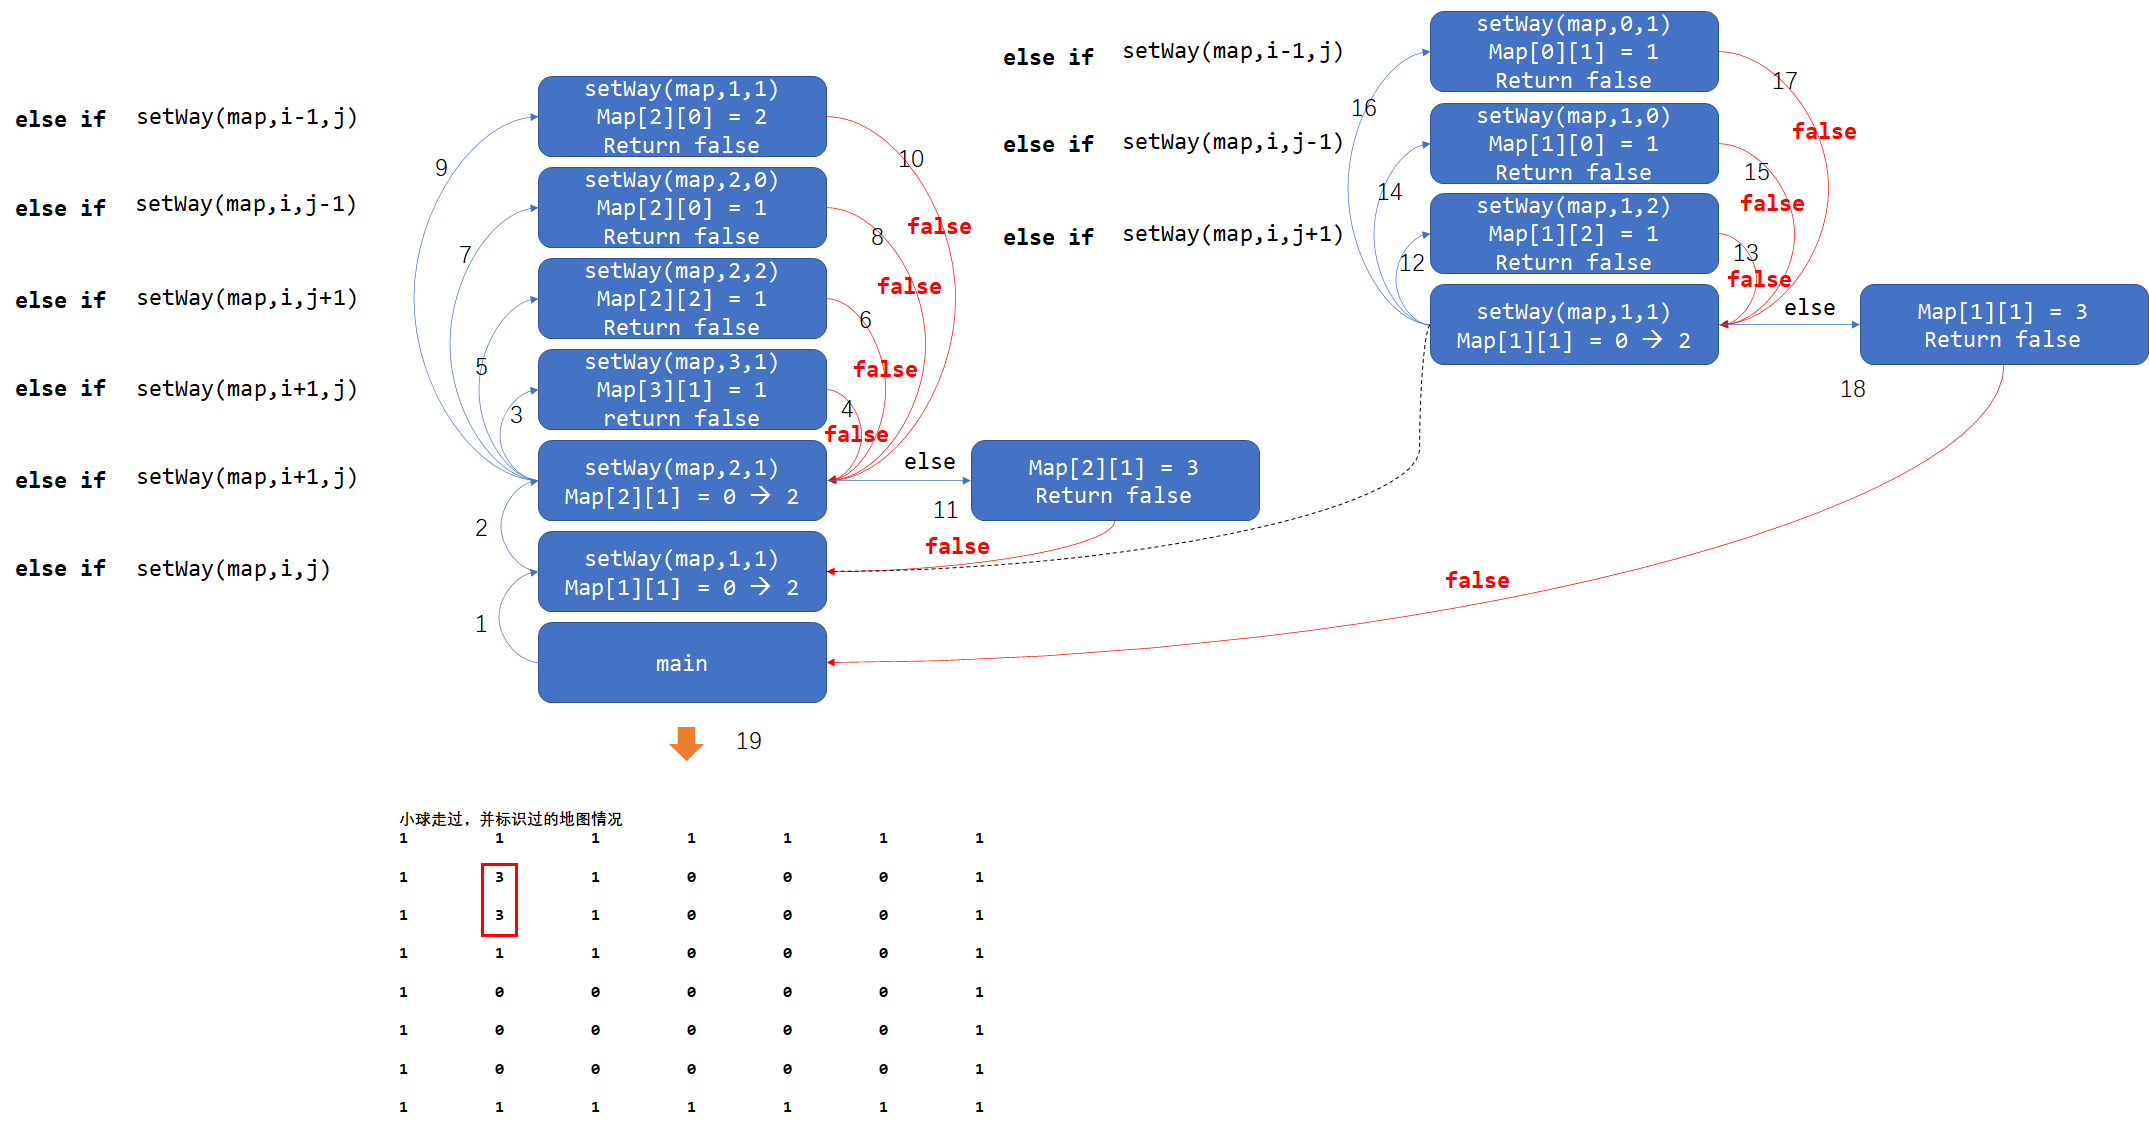 else if setWay(map,i-1,j)
else if setWay(map,i,j-1)
else if setWay(map,i,j+1)
else if setWay(map,i+1,j)
else if setWay(map,i+1,j)
else if setWay(map,i,j)
setWay(map,1,1)
Map[2][0] = 2
Return false
setWay(map,2,0)
Map[2][0] = 1
Return false
setWay(map,2,2)
Map[2][2] = 1
Return false
setWay(map,3,1)
Map[3][1] = 1
return false
setWay(map,2,1)
Map[2][1] = 0 → 2
setWay(map,1,1)
Map[1][1] = 0 → 2
main
9
7
5
3
2
1
10
false
8
false
6
false
4
false
else
11
Map[2][1] = 3
Return false
false
else if setWay(map,i-1,j)
else if setWay(map,i,j-1)
else if setWay(map,i,j+1)
setWay(map,0,1)
Map[0][1] = 1
Return false
setWay(map,1,0)
Map[1][0] = 1
Return false
setWay(map,1,2)
Map[1][2] = 1
Return false
setWay(map,1,1)
Map[1][1] = 0 → 2
16
14
12
17
false
15
false
13
false
else
Map[1][1] = 3
Return false
18
false
19
小球走过，并标识过的地图情况
1 1 1 1 1 1 1
1 3 1 0 0 0 1
1 3 1 0 0 0 1
1 1 1 0 0 0 1
1 0 0 0 0 0 1
1 0 0 0 0 0 1
1 0 0 0 0 0 1
1 1 1 1 1 1 1